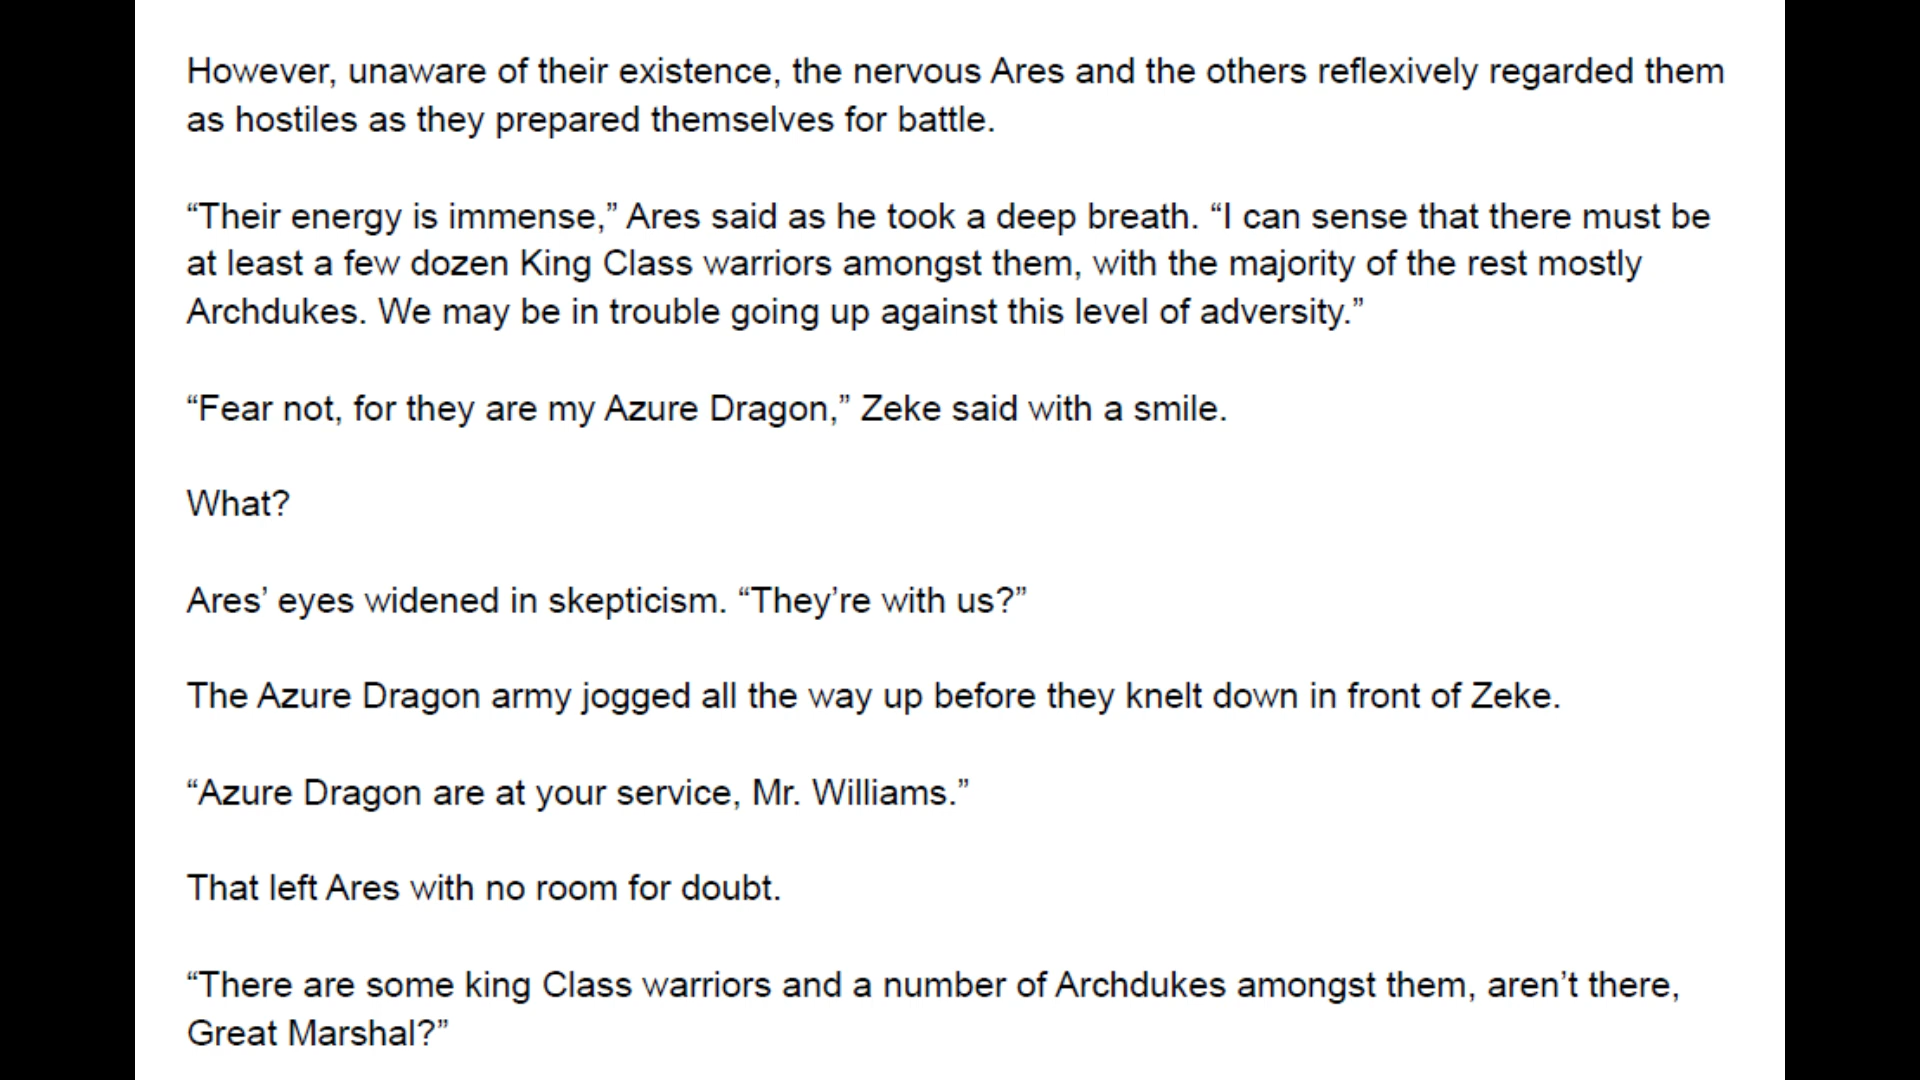 However, unaware of their existence, the nervous Ares and the others reflexively regarded them
as hostiles as they prepared themselves for battle.
“Their energy is immense,” Ares said as he took a deep breath. “I can sense that there must be
at least a few dozen King Class warriors amongst them, with the majority of the rest mostly
Archdukes. We may be in trouble going up against this level of adversity.”
“Fear not, for they are my Azure Dragon,” Zeke said with a smile.
What?
Ares’ eyes widened in skepticism. “They’re with us?”
The Azure Dragon army jogged all the way up before they knelt down in front of Zeke.
“Azure Dragon are at your service, Mr. Williams.”
That left Ares with no room for doubt.
“There are some king Class warriors and a number of Archdukes amongst them, aren’t there,
Great Marshal?”